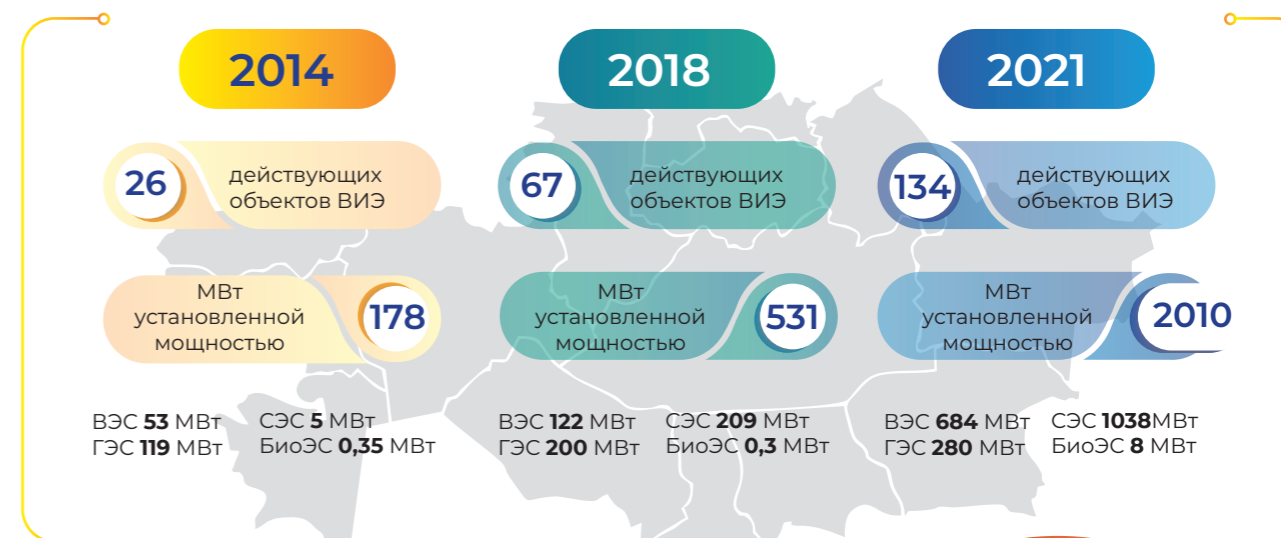 2014
26
действующих
объектов ВИЭ
МВт
установленной
мощностью
178
ВЭС 53 МВт
ГЭС 119 МВт
СЭС 5 МВт
БиоЭС 0,35 МВт
2018
67
действующих
объектов ВИЭ
МВт
установленной
мощностью
531
ВЭС 122 МВт
ГЭС 200 МВт
СЭС 209 МВт
БиоЭС 0,3 МВт
2021
134
действующих
объектов ВИЭ
МВт
установленной
мощностью
2010
ВЭС 684 МВт
ГЭС 280 МВт
СЭС 1038МВт
БиоЭС 8 МВт